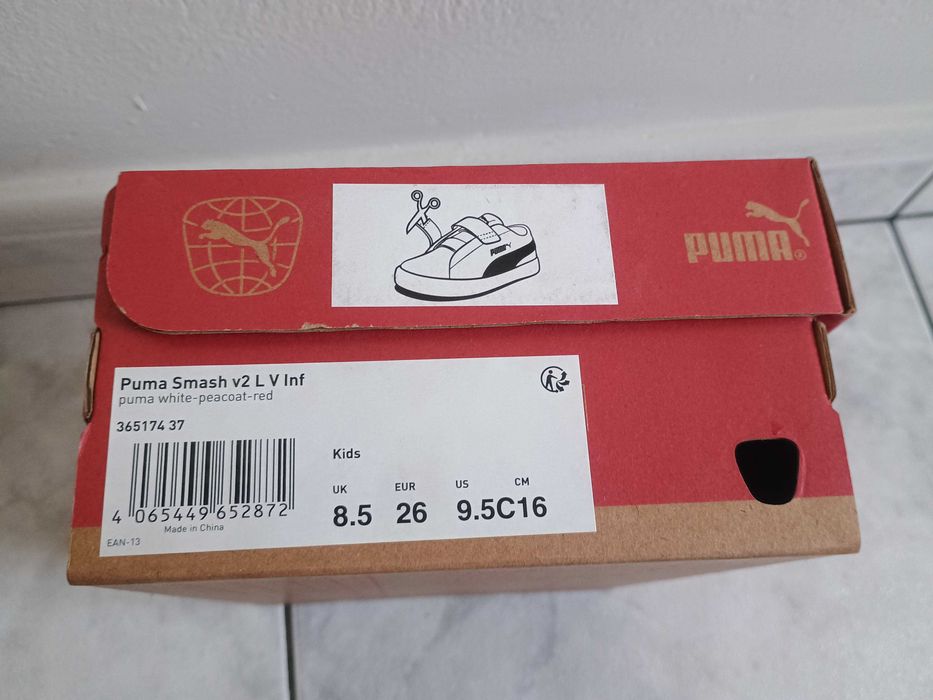 PUMA
PUMA®
Puma Smash v2 L V Inf
puma white-peacoat-red
365174 37
Kids
UK EUR US CM
8.5 26 9.5C 16
4 065449 652872
Made in China
EAN-13